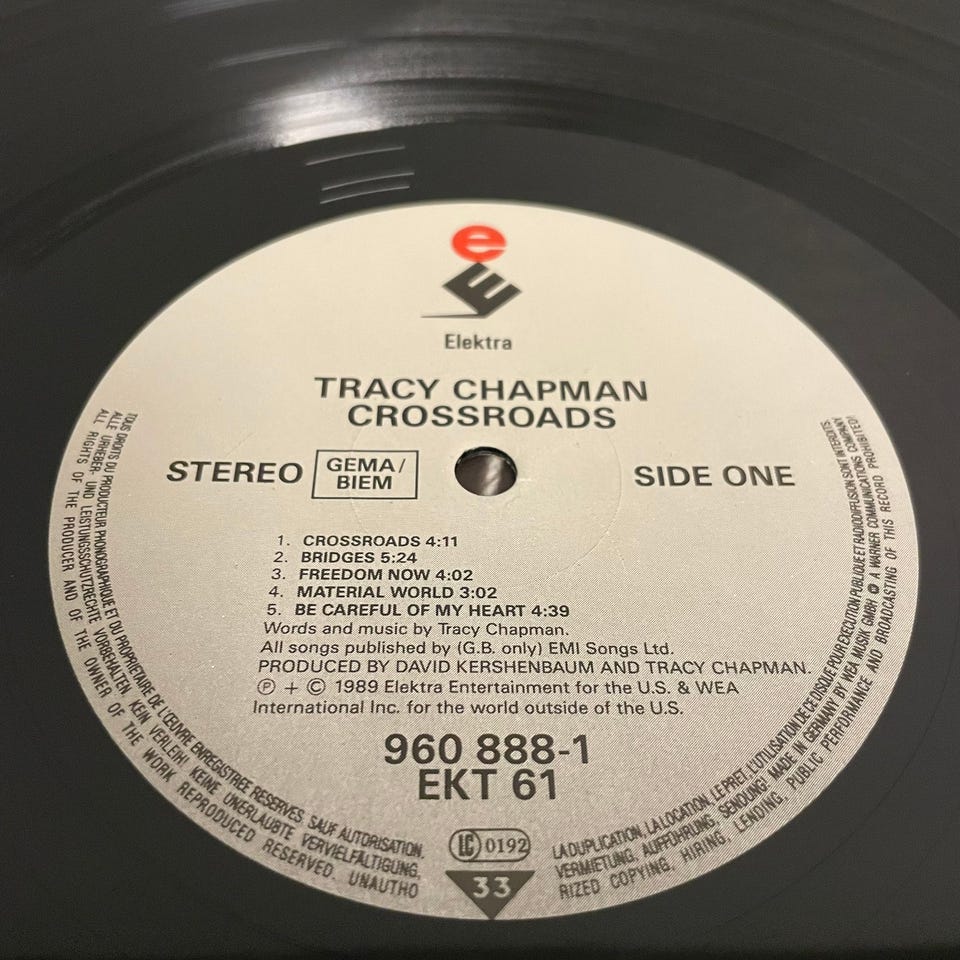 e
E
Elektra
TRACY CHAPMAN
CROSSROADS
STEREO
GEMA/
BIEM
SIDE ONE
1. CROSSROADS 4:11
2. BRIDGES 5:24
3. FREEDOM NOW 4:02
4. MATERIAL WORLD 3:02
5. BE CAREFUL OF MY HEART 4:39
Words and music by Tracy Chapman.
All songs published by (G.B. only) EMI Songs Ltd.
PRODUCED BY DAVID KERSHENBAUM AND TRACY CHAPMAN.
℗ + © 1989 Elektra Entertainment for the U.S. & WEA
International Inc. for the world outside of the U.S.
960 888-1
EKT 61
LC 0192
33
TOUS DROITS DU PRODUCTEUR PHONOGRAPHIQUE ET DU PROPRIETAIRE DE L'ŒUVRE ENREGISTREE RESERVES. SAUF AUTORISATION,
LA DUPLICATION, LA LOCATION, LE PRET, L'UTILISATION DE CE DISQUE POUR EXECUTION PUBLIQUE ET RADIODIFFUSION SONT INTERDITS.
ALLE URHEBER- UND LEISTUNGSSCHUTZRECHTE VORBEHALTEN. KEIN VERLEIH! KEINE UNERLAUBTE VERVIELFÄLTIGUNG,
VERMIETUNG, AUFFÜHRUNG, SENDUNG! MADE IN GERMANY BY WEA MUSIK GMBH A WARNER COMMUNICATIONS COMPANY
ALL RIGHTS OF THE PRODUCER AND OF THE OWNER OF THE WORK REPRODUCED RESERVED. UNAUTHO
RIZED COPYING, HIRING, LENDING, PUBLIC PERFORMANCE AND BROADCASTING OF THIS RECORD PROHIBITED!